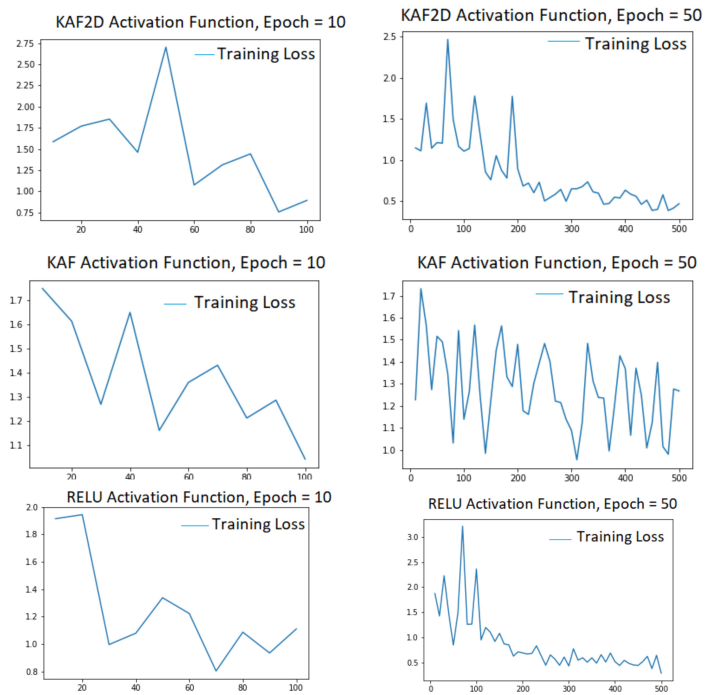 KAF2D Activation Function, Epoch = 10
Training Loss
2.75
2.50
2.25
2.00
1.75
1.50
1.25
1.00
0.75
20 40 60 80 100
KAF2D Activation Function, Epoch = 50
Training Loss
2.5
2.0
1.5
1.0
0.5
0 100 200 300 400 500
KAF Activation Function, Epoch = 10
Training Loss
1.7
1.6
1.5
1.4
1.3
1.2
1.1
20 40 60 80 100
KAF Activation Function, Epoch = 50
Training Loss
1.7
1.6
1.5
1.4
1.3
1.2
1.1
1.0
0 100 200 300 400 500
RELU Activation Function, Epoch = 10
Training Loss
2.0
1.8
1.6
1.4
1.2
1.0
0.8
20 40 60 80 100
RELU Activation Function, Epoch = 50
Training Loss
3.0
2.5
2.0
1.5
1.0
0.5
0 100 200 300 400 500